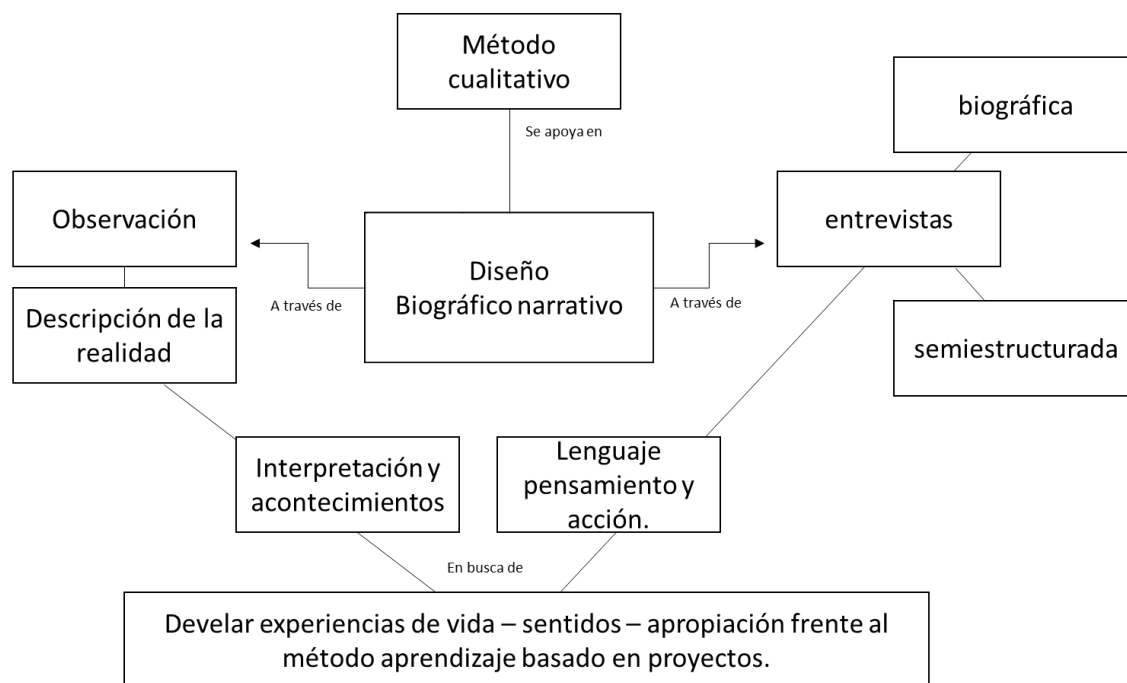 Método
cualitativo
Se apoya en
biográfica
Observación
entrevistas
Diseño
Biográfico narrativo
A través de
A través de
Descripción de la
realidad
semiestructurada
Interpretación y
acontecimientos
Lenguaje
pensamiento y
acción.
En busca de
Develar experiencias de vida – sentidos – apropiación frente al
método aprendizaje basado en proyectos.